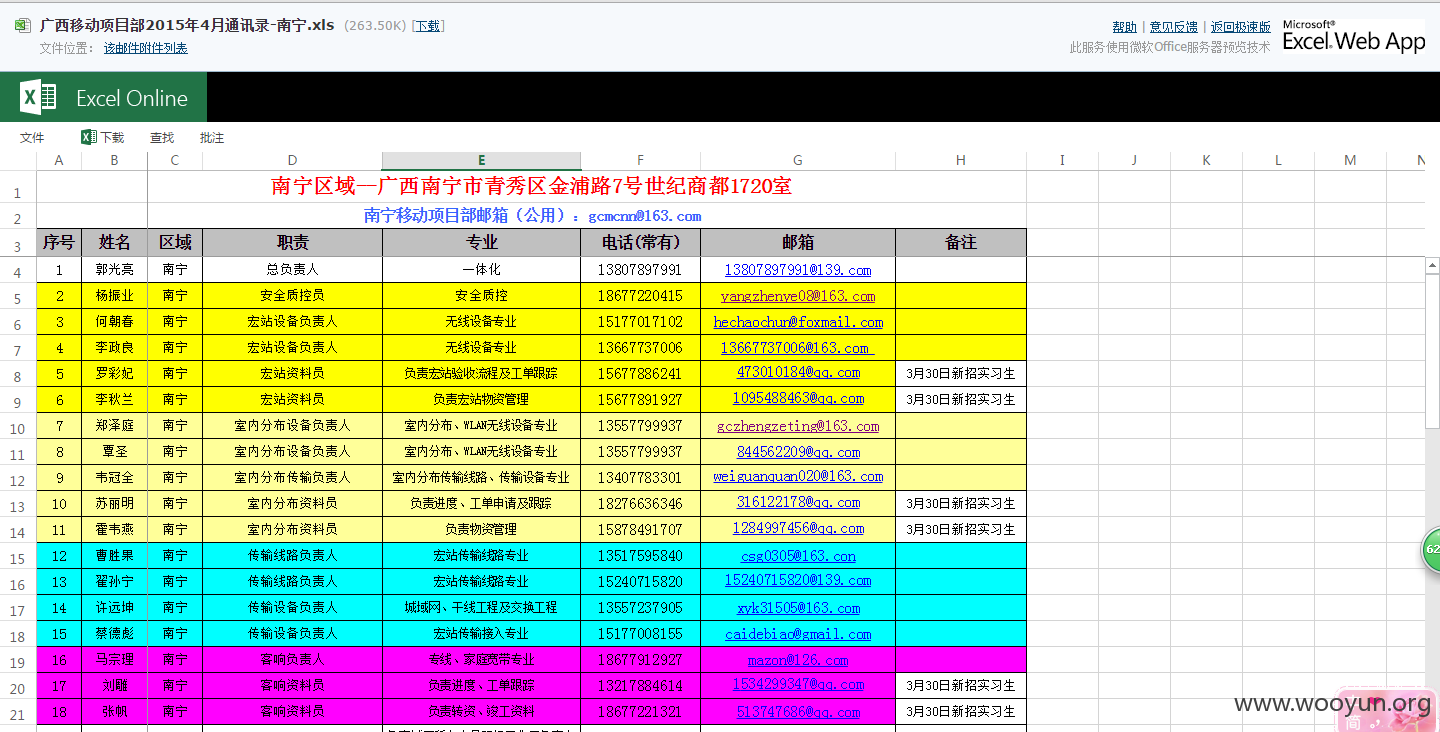 广西移动项目部2015年4月通讯录-南宁.xls (263.50K) [下载]
文件位置： 该邮件附件列表
帮助 | 意见反馈 | 返回极速版
此服务使用微软Office服务器预览技术
Microsoft®
Excel Web App
Excel Online
文件 下载 查找 批注
A B C D E F G H I J K L M N
1 南宁区域—广西南宁市青秀区金浦路7号世纪商都1720室
2 南宁移动项目部邮箱（公用）：gcmcnn@163.com
3 序号 姓名 区域 职责 专业 电话(常有) 邮箱 备注
4 1 郭光亮 南宁 总负责人 一体化 13807897991 13807897991@139.com
5 2 杨振业 南宁 安全质控员 安全质控 18677220415 yangzhenye08@163.com
6 3 何朝春 南宁 宏站设备负责人 无线设备专业 15177017102 hechaochun@foxmail.com
7 4 李政良 南宁 宏站设备负责人 无线设备专业 13667737006 13667737006@163.com
8 5 罗彩妃 南宁 宏站资料员 负责宏站验收流程及工单跟踪 15677886241 473010184@qq.com 3月30日新招实习生
9 6 李秋兰 南宁 宏站资料员 负责宏站物资管理 15677891927 1095488463@qq.com 3月30日新招实习生
10 7 郑泽庭 南宁 室内分布设备负责人 室内分布、WLAN无线设备专业 13557799937 gczhengzeting@163.com
11 8 覃圣 南宁 室内分布设备负责人 室内分布、WLAN无线设备专业 13557799937 844562209@qq.com
12 9 韦冠全 南宁 室内分布传输负责人 室内分布传输线路、传输设备专业 13407783301 weiguanquan020@163.com
13 10 苏丽明 南宁 室内分布资料员 负责进度、工单申请及跟踪 18276636346 316122178@qq.com 3月30日新招实习生
14 11 霍韦燕 南宁 室内分布资料员 负责物资管理 15878491707 1284997456@qq.com 3月30日新招实习生
15 12 曹胜果 南宁 传输线路负责人 宏站传输线路专业 13517595840 csg0305@163.con
16 13 翟孙宁 南宁 传输线路负责人 宏站传输线路专业 15240715820 15240715820@139.com
17 14 许远坤 南宁 传输设备负责人 城域网、干线工程及交换工程 13557237905 xyk31505@163.com
18 15 蔡德彪 南宁 传输设备负责人 宏站传输接入专业 15177008155 caidebiao@gmail.com
19 16 马宗理 南宁 客响负责人 专线、家庭宽带专业 18677912927 mazon@126.com
20 17 刘融 南宁 客响资料员 负责进度、工单跟踪 13217884614 1534299347@qq.com 3月30日新招实习生
21 18 张帆 南宁 客响资料员 负责转资、竣工资料 18677221321 513747686@qq.com 3月30日新招实习生
62
www.wooyun.org
简